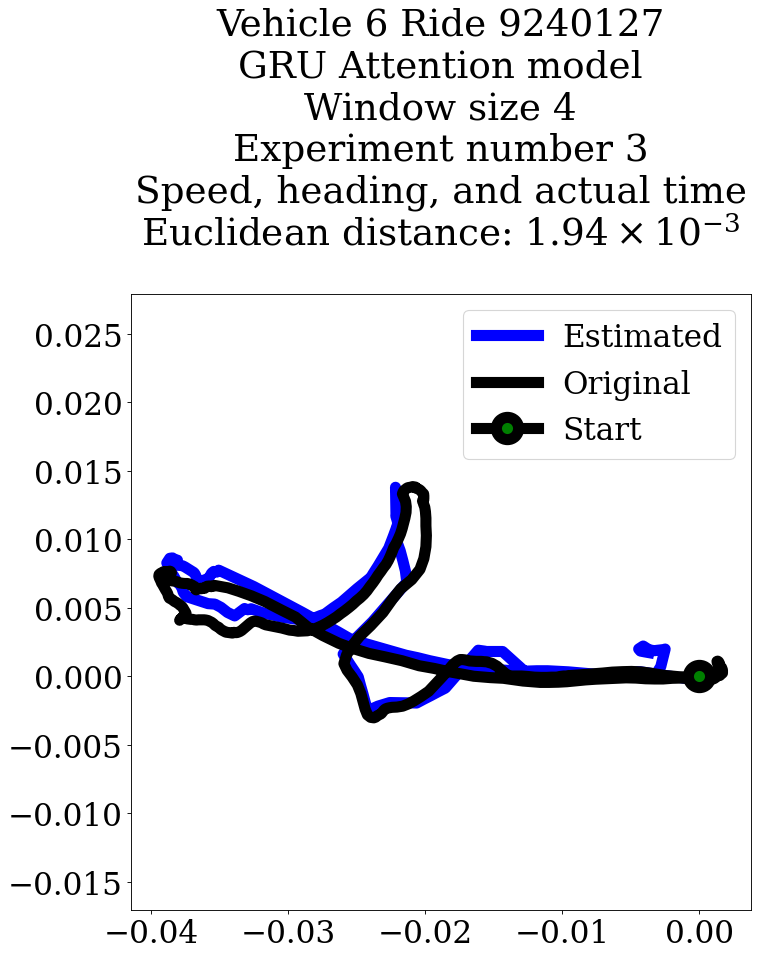 Vehicle 6 Ride 9240127
GRU Attention model
Window size 4
Experiment number 3
Speed, heading, and actual time
Euclidean distance: 1.94 × 10⁻³
Estimated
Original
Start
0.025
0.020
0.015
0.010
0.005
0.000
−0.005
−0.010
−0.015
−0.04 −0.03 −0.02 −0.01 0.00